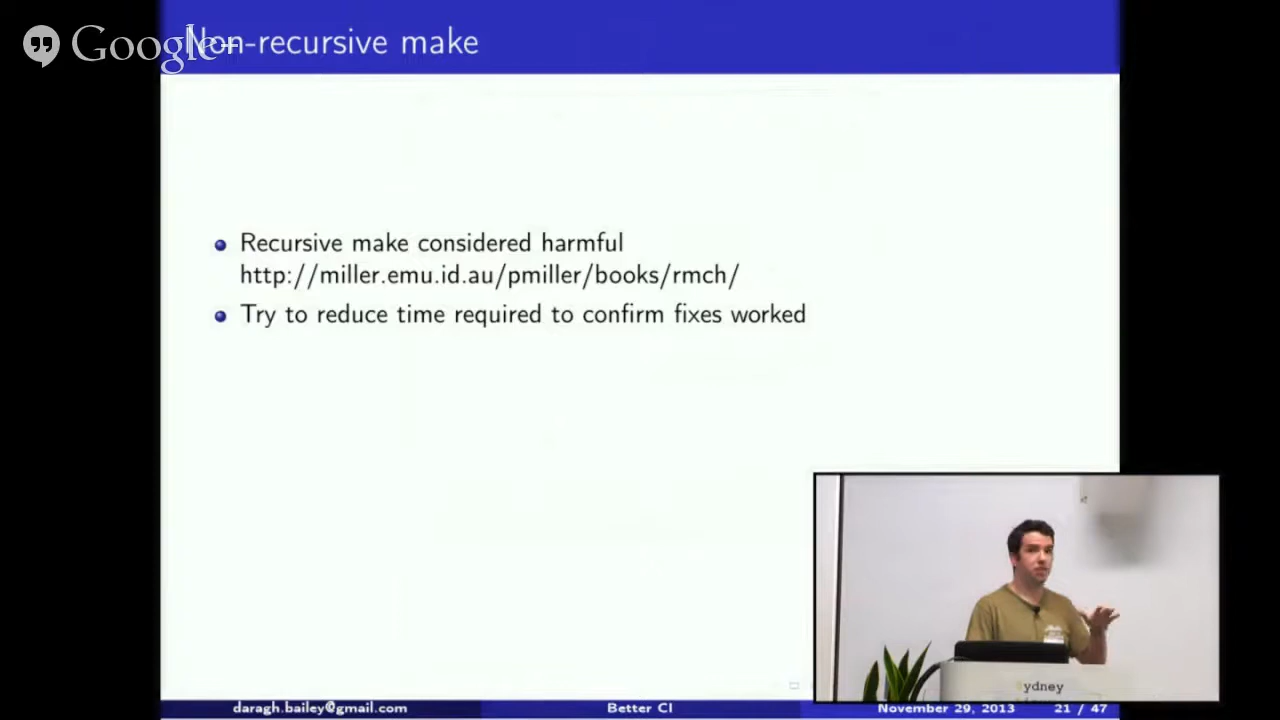 Google+
Non-recursive make
Recursive make considered harmful
http://miller.emu.id.au/pmiller/books/rmch/
Try to reduce time required to confirm fixes worked
ydney
daragh.bailey@gmail.com
Better CI
November 29, 2013
21 / 47